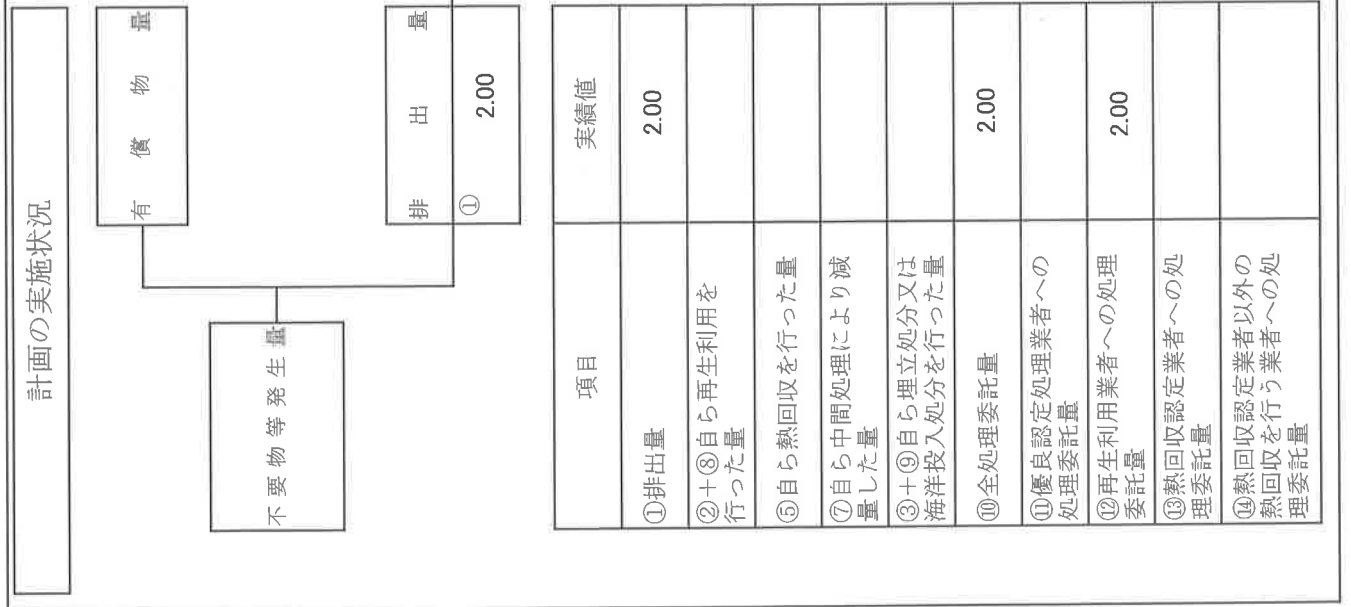 計画の実施状況
有償物量
不要物等発生量
排出量
①
2.00
項目
実績値
①排出量
2.00
②+⑧自ら再生利用を
行った量
⑤自ら熱回収を行った量
⑦自ら中間処理により減
量した量
③+⑨自ら埋立処分又は
海洋投入処分を行った量
⑩全処理委託量
2.00
⑪優良認定処理業者への
処理委託量
⑫再生利用業者への処理
委託量
2.00
⑬熱回収認定業者への処
理委託量
⑭熱回収認定業者以外の
熱回収を行う業者への処
理委託量